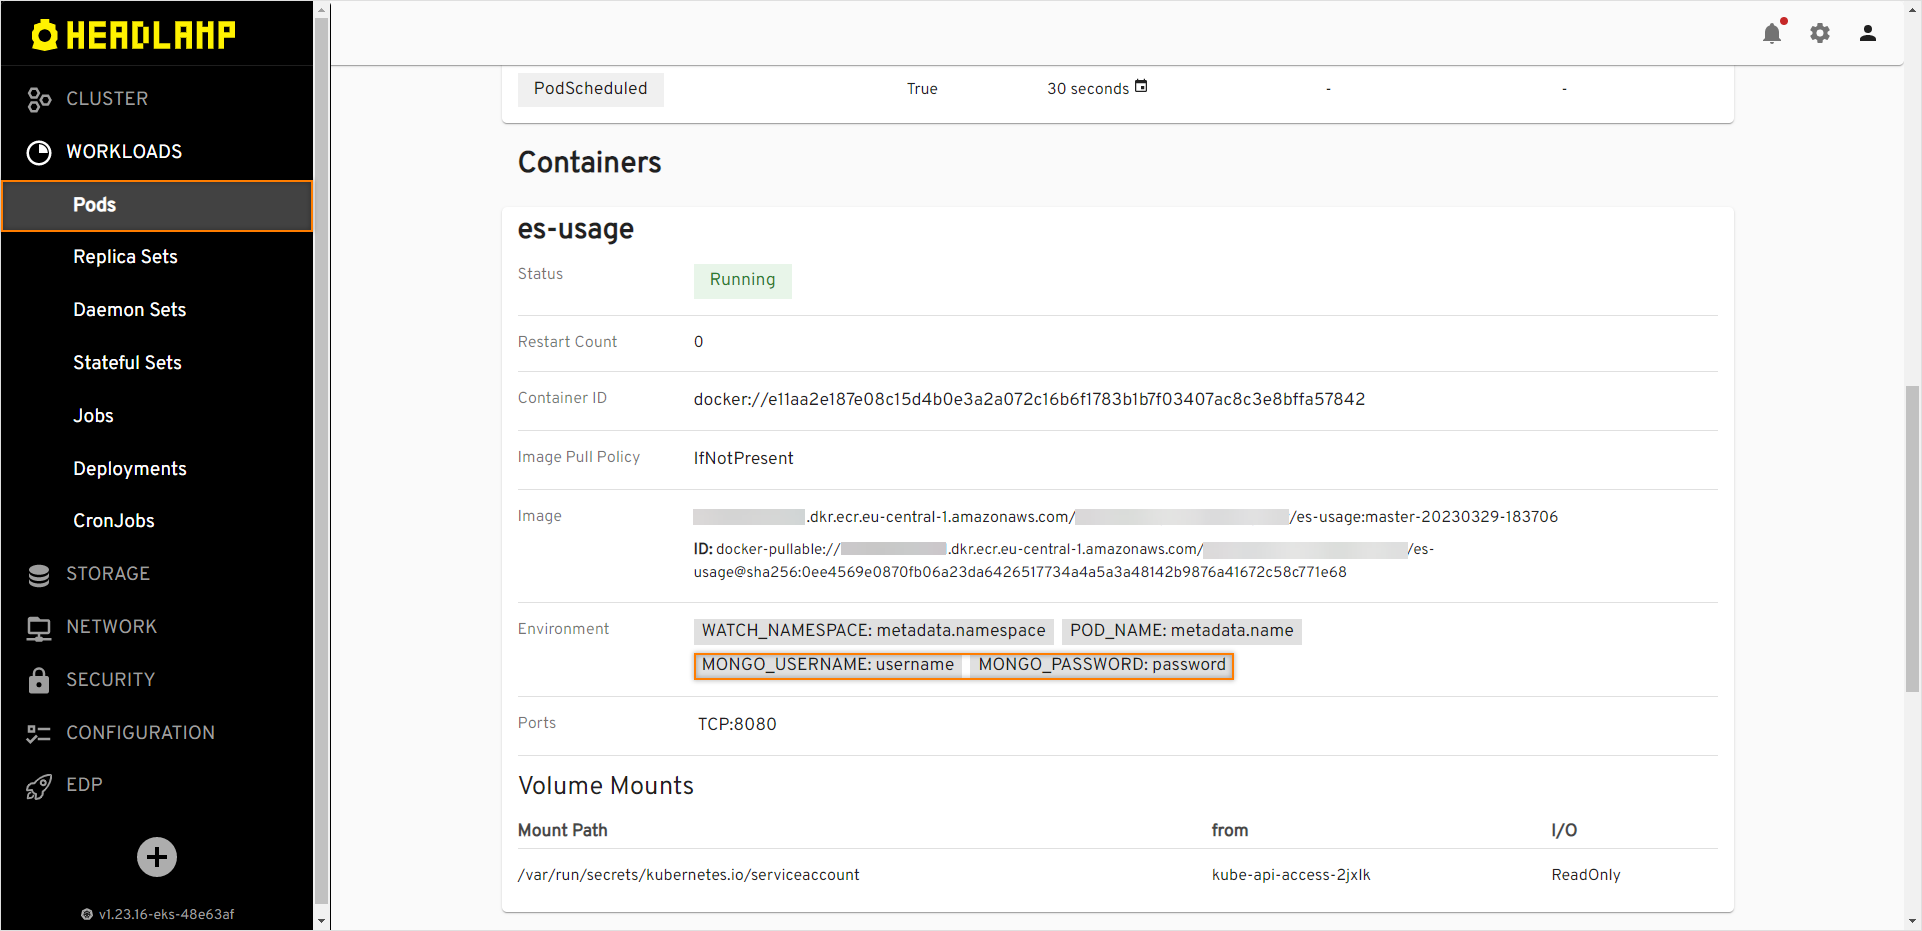 HEADLAMP
CLUSTER
WORKLOADS
Pods
Replica Sets
Daemon Sets
Stateful Sets
Jobs
Deployments
CronJobs
STORAGE
NETWORK
SECURITY
CONFIGURATION
EDP
v1.23.16-eks-48e63af
PodScheduled True 30 seconds - -
Containers
es-usage
Status Running
Restart Count 0
Container ID docker://e11aa2e187e08c15d4b0e3a2a072c16b6f1783b1b7f03407ac8c3e8bffa57842
Image Pull Policy IfNotPresent
Image .dkr.ecr.eu-central-1.amazonaws.com/ /es-usage:master-20230329-183706
ID: docker-pullable:// .dkr.ecr.eu-central-1.amazonaws.com/ /es-
usage@sha256:0ee4569e0870fb06a23da6426517734a4a5a3a48142b9876a41672c58c771e68
Environment WATCH_NAMESPACE: metadata.namespace POD_NAME: metadata.name
MONGO_USERNAME: username MONGO_PASSWORD: password
Ports TCP:8080
Volume Mounts
Mount Path from I/O
/var/run/secrets/kubernetes.io/serviceaccount kube-api-access-2jxlk ReadOnly